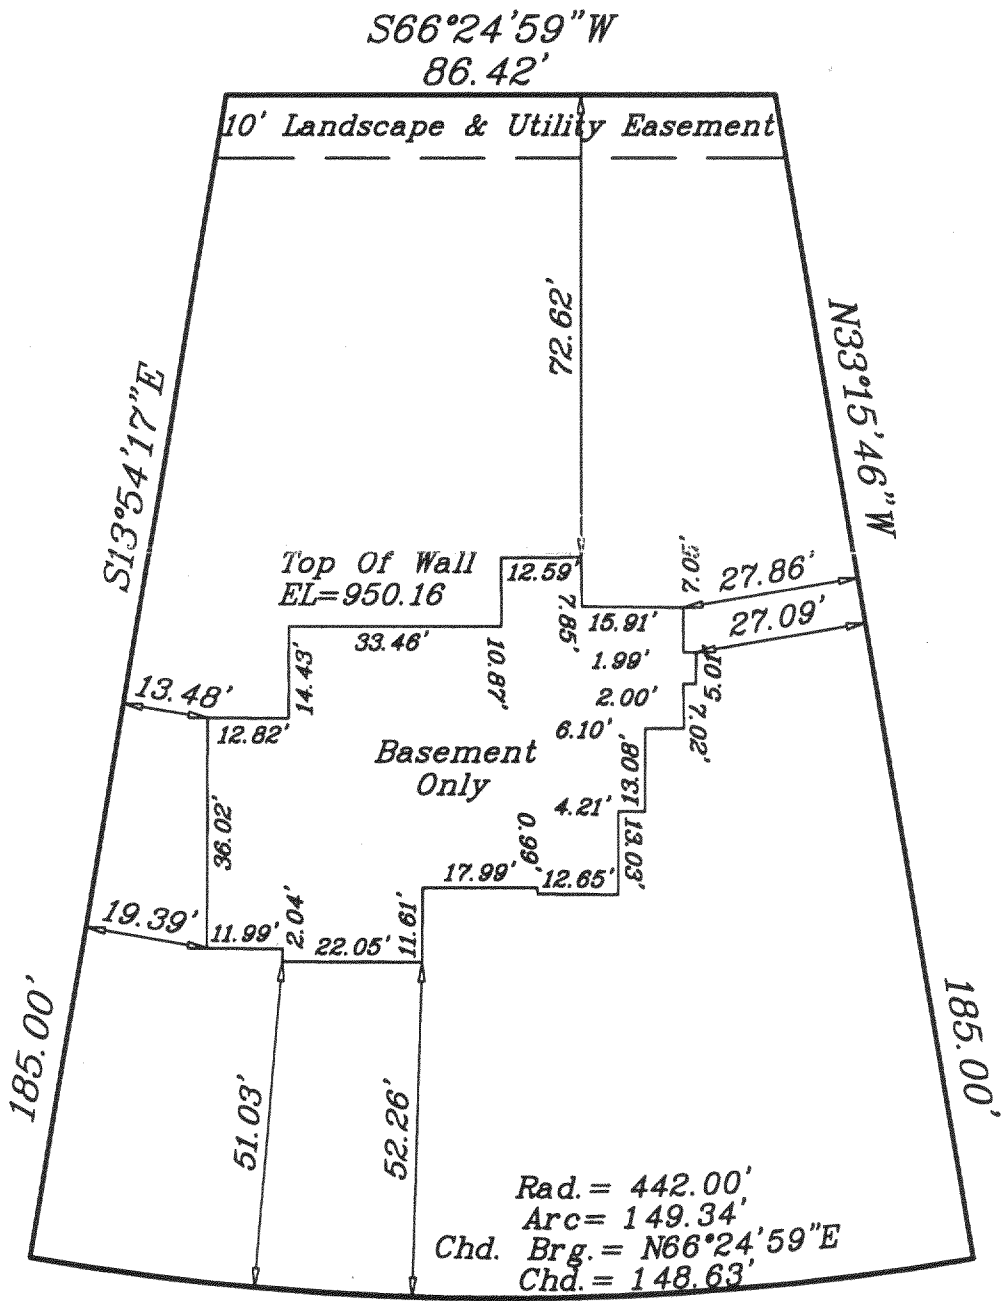 S66°24'59"W
86.42'
10' Landscape & Utility Easement
72.62'
N33°15'46"W
S13°54'17"E
Top Of Wall
EL=950.16
12.59'
7.05'
27.86'
27.09'
7.85'
15.91'
33.46'
14.43'
10.87'
1.99'
5.01'
2.00'
7.02'
13.48'
12.82'
6.10'
Basement
Only
13.08'
4.21'
36.02'
0.99'
13.03'
17.99'
12.65'
19.39'
11.99'
2.04'
22.05'
11.61'
185.00'
185.00'
51.03'
52.26'
Rad. = 442.00'
Arc= 149.34'
Chd. Brg.= N66°24'59"E
Chd. = 148.63'